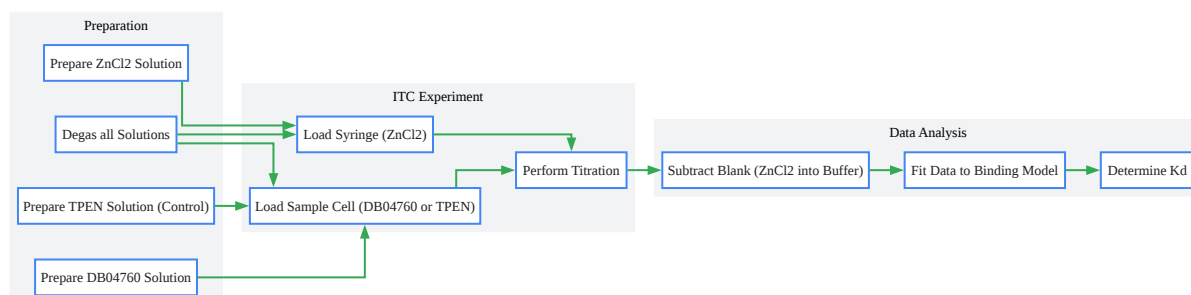 Preparation
Prepare ZnCl2 Solution
Degas all Solutions
Prepare TPEN Solution (Control)
Prepare DB04760 Solution
ITC Experiment
Load Syringe (ZnCl2)
Perform Titration
Load Sample Cell (DB04760 or TPEN)
Data Analysis
Subtract Blank (ZnCl2 into Buffer)
Fit Data to Binding Model
Determine Kd